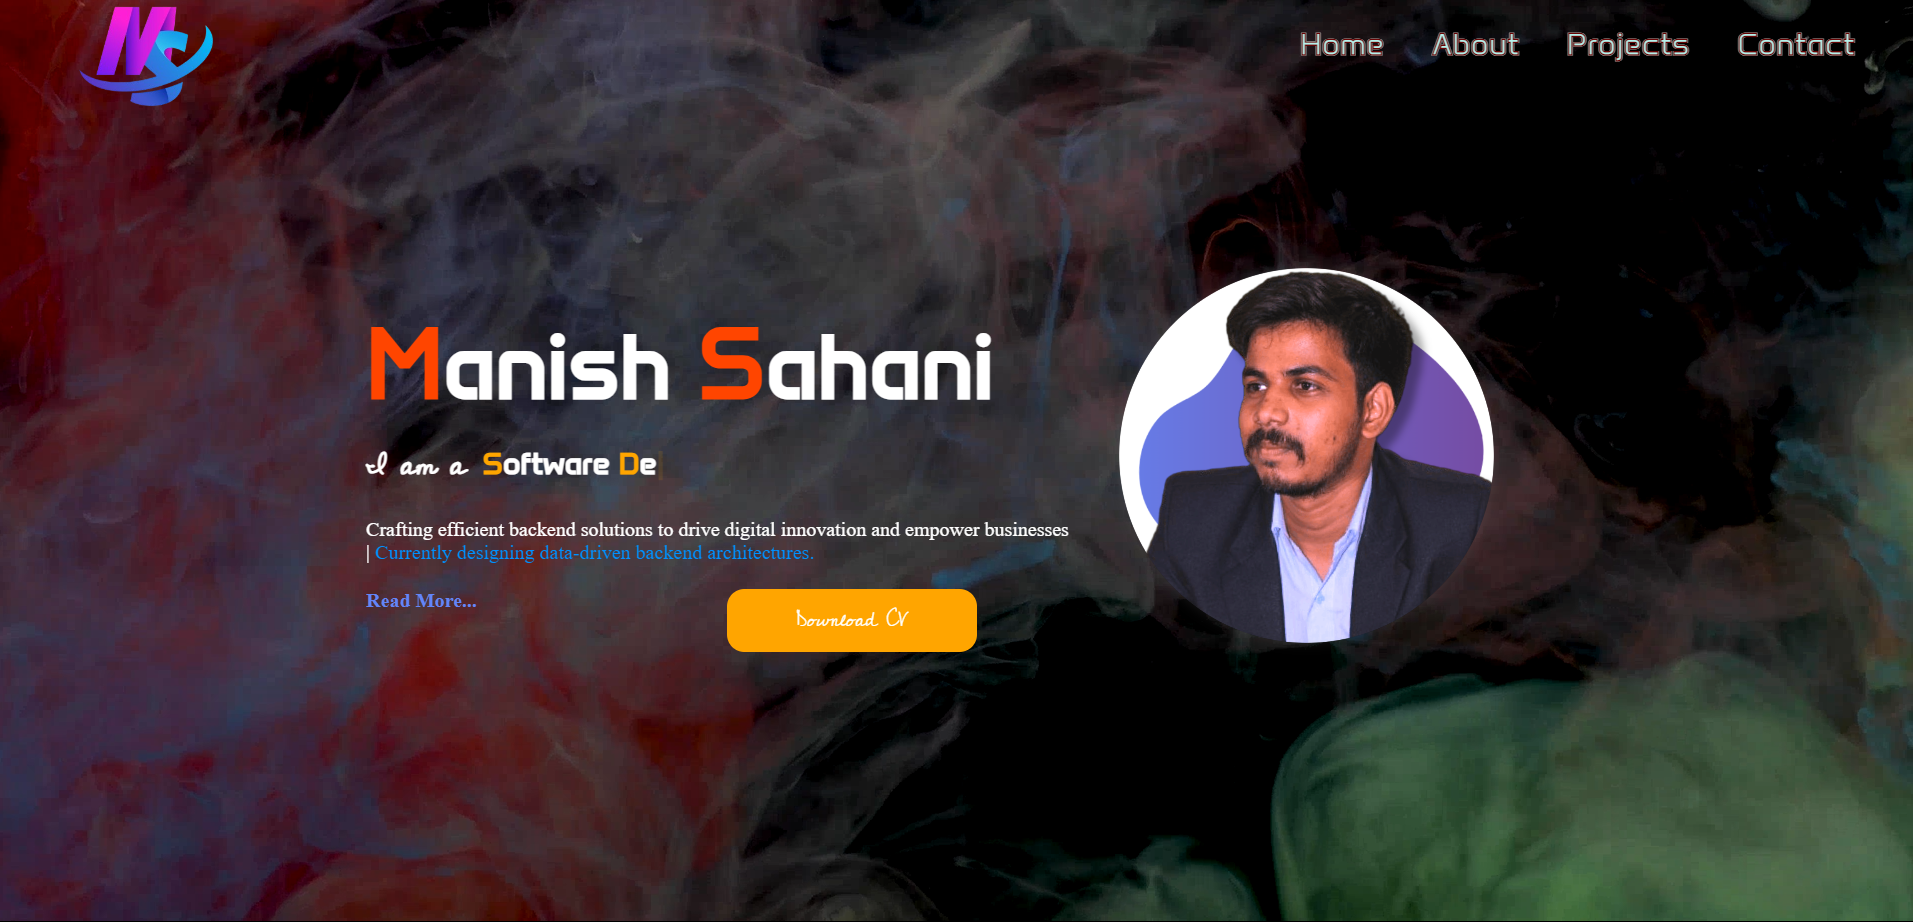 Home About Projects Contact
Manish Sahani
I am a Software De
Crafting efficient backend solutions to drive digital innovation and empower businesses
| Currently designing data-driven backend architectures.
Read More...
Download CV